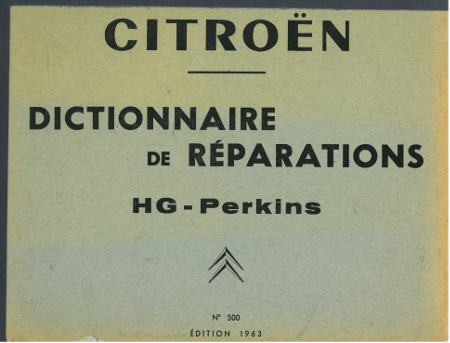 CITROËN
DICTIONNAIRE
DE RÉPARATIONS
HG-Perkins
N° 500
ÉDITION 1963